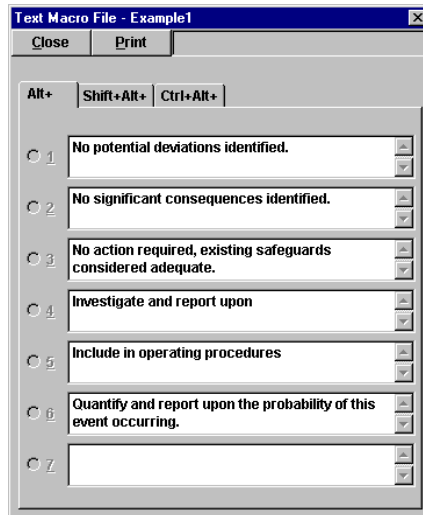 Text Macro File - Example1
Close Print
Alt+ Shift+Alt+ Ctrl+Alt+
1 No potential deviations identified.
2 No significant consequences identified.
3 No action required, existing safeguards
considered adequate.
4 Investigate and report upon
5 Include in operating procedures
6 Quantify and report upon the probability of this
event occurring.
7